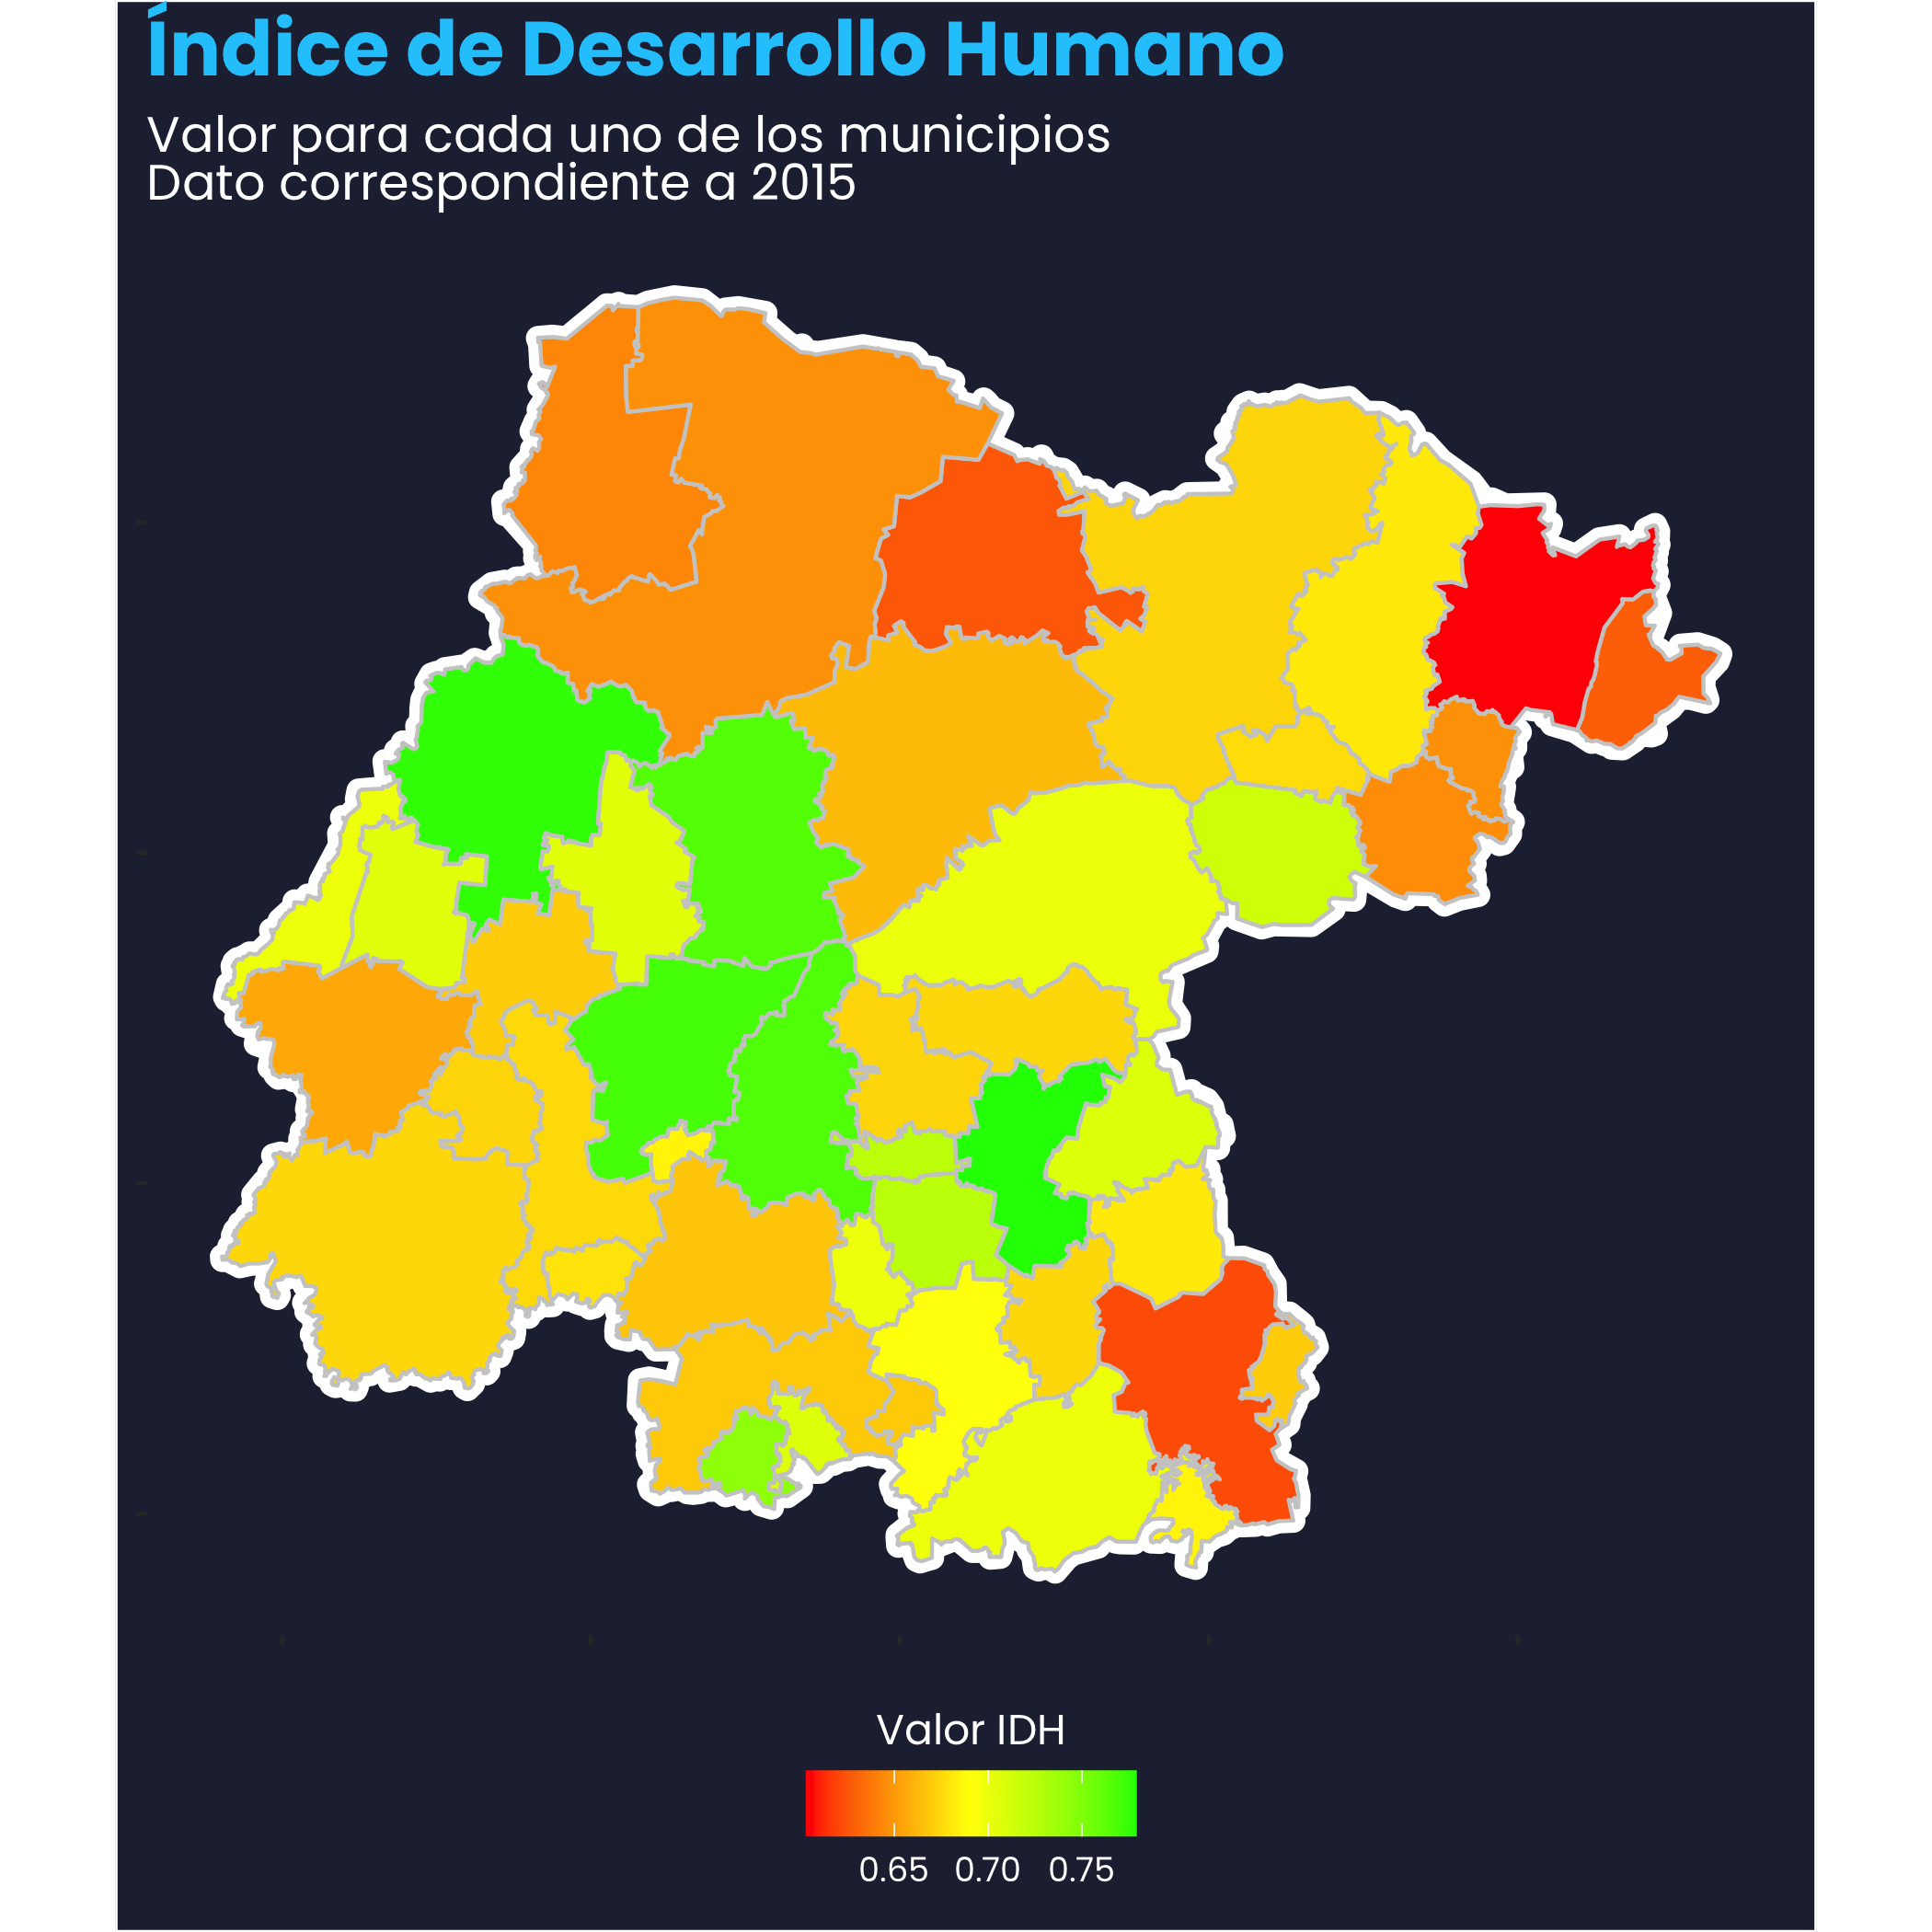 Índice de Desarrollo Humano
Valor para cada uno de los municipios
Dato correspondiente a 2015
Valor IDH
0.65 0.70 0.75